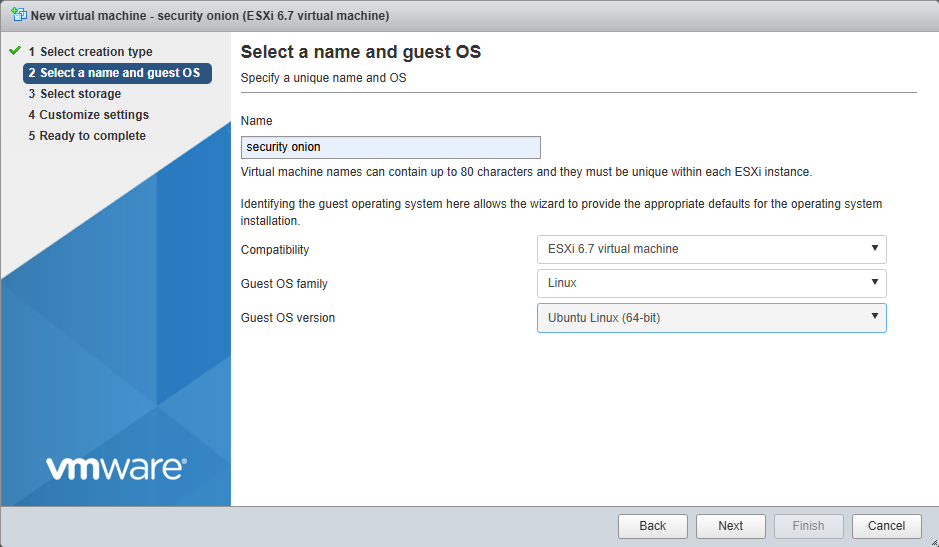 New virtual machine - security onion (ESXi 6.7 virtual machine)
1 Select creation type
2 Select a name and guest OS
3 Select storage
4 Customize settings
5 Ready to complete
vmware®
Select a name and guest OS
Specify a unique name and OS
Name
security onion
Virtual machine names can contain up to 80 characters and they must be unique within each ESXi instance.
Identifying the guest operating system here allows the wizard to provide the appropriate defaults for the operating system
installation.
Compatibility ESXi 6.7 virtual machine
Guest OS family Linux
Guest OS version Ubuntu Linux (64-bit)
Back Next Finish Cancel